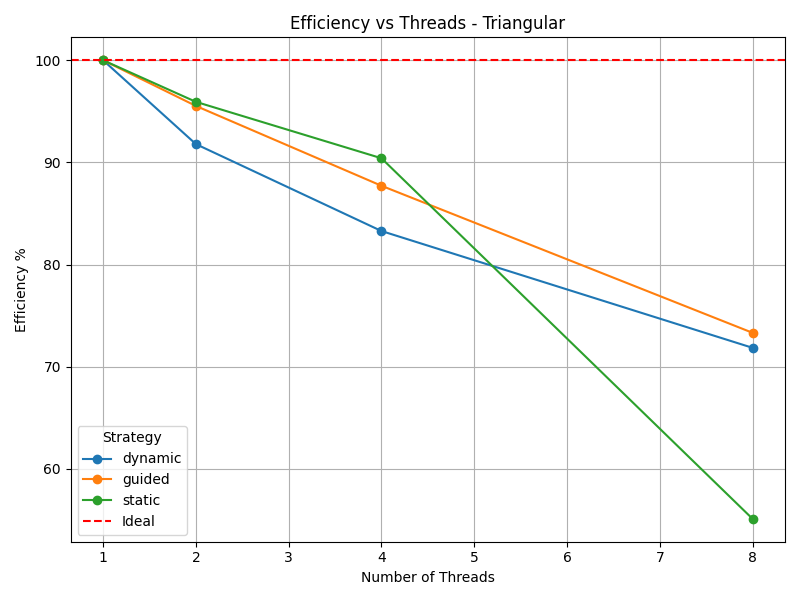 Efficiency vs Threads - Triangular
Efficiency %
100
90
80
70
60
Strategy
dynamic
guided
static
Ideal
1 2 3 4 5 6 7 8
Number of Threads